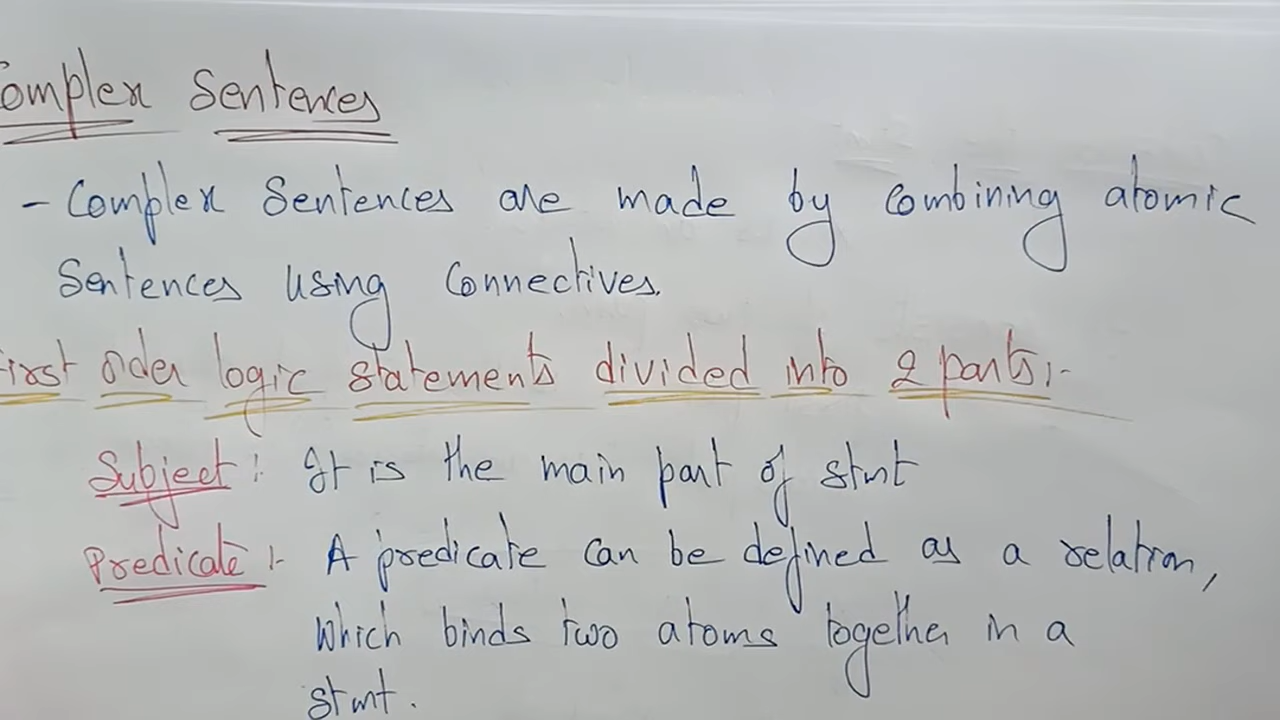 omplex Sentences
- Complex Sentences are made by combining atomic
Sentences using Connectives.
irst order logic statements divided into 2 parts:-
Subject : It is the main part of stmt
Predicate :- A predicate can be defined as a relation,
which binds two atoms together in a
stmt.